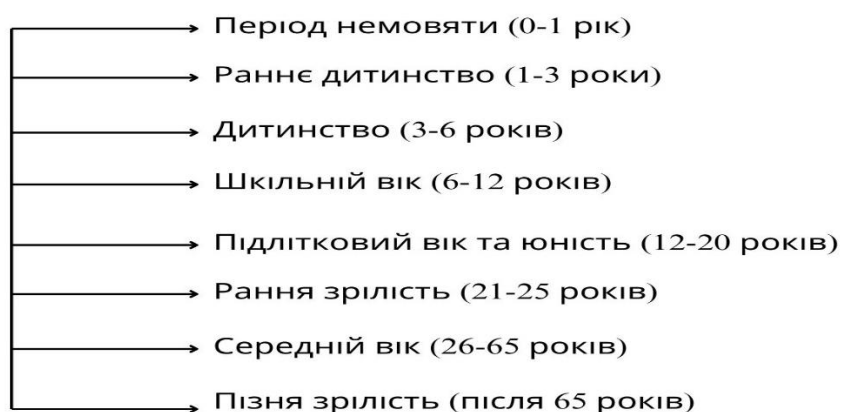 Період немовяти (0-1 рік)
Раннє дитинство (1-3 роки)
Дитинство (3-6 років)
Шкільній вік (6-12 років)
Підлітковий вік та юність (12-20 років)
Рання зрілість (21-25 років)
Середній вік (26-65 років)
Пізня зрілість (після 65 років)